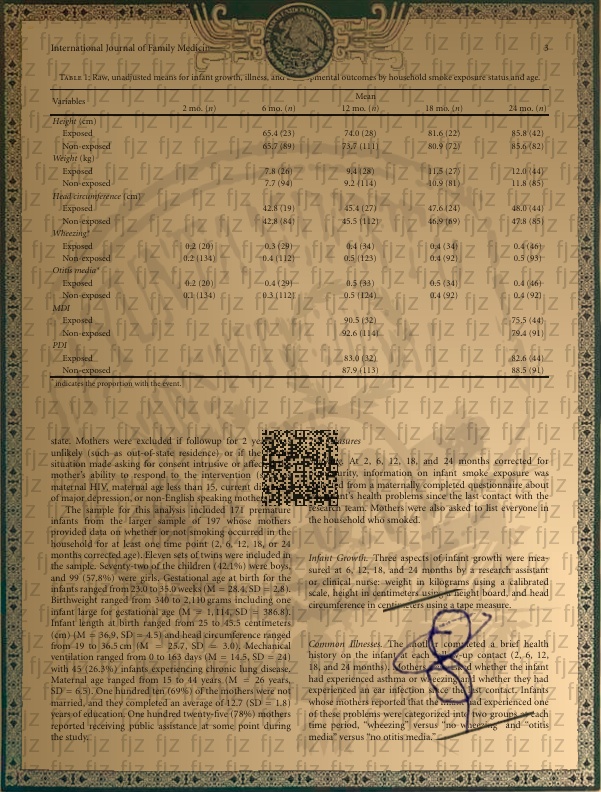 International Journal of Family Medicine
3
TABLE 1: Raw, unadjusted means for infant growth, illness, and developmental outcomes by household smoke exposure status and age.
Variables Mean
2 mo. (n) 6 mo. (n) 12 mo. (n) 18 mo. (n) 24 mo. (n)
Height (cm)
Exposed 65.4 (23) 74.0 (28) 81.6 (22) 85.8 (42)
Non-exposed 65.7 (89) 73.7 (111) 80.9 (72) 85.6 (82)
Weight (kg)
Exposed 7.8 (26) 9.4 (28) 11.5 (27) 12.0 (44)
Non-exposed 7.7 (94) 9.2 (114) 10.9 (81) 11.8 (85)
Head circumference (cm)
Exposed 42.8 (19) 45.4 (27) 47.6 (24) 48.0 (44)
Non-exposed 42.8 (84) 45.5 (112) 46.9 (69) 47.8 (85)
Wheezing*
Exposed 0.2 (20) 0.3 (29) 0.4 (34) 0.4 (34) 0.4 (46)
Non-exposed 0.2 (134) 0.4 (112) 0.5 (123) 0.4 (92) 0.5 (93)
Otitis media*
Exposed 0.2 (20) 0.4 (29) 0.5 (33) 0.5 (34) 0.4 (46)
Non-exposed 0.1 (134) 0.3 (112) 0.5 (124) 0.4 (92) 0.4 (92)
MDI
Exposed 90.5 (32) 75.5 (44)
Non-exposed 92.6 (114) 79.4 (91)
PDI
Exposed 83.0 (32) 82.6 (44)
Non-exposed 87.9 (113) 88.5 (91)
*indicates the proportion with the event.
state. Mothers were excluded if followup for 2 
unlikely (such as out-of-state residence) or if the
situation made asking for consent intrusive or
mother's ability to respond to the intervention
maternal HIV, maternal age less than 15, current
of major depression, or non-English speaking
The sample for this analysis included 171 premature
infants from the larger sample of 197 whose mothers
provided data on whether or not smoking occurred in the
household for at least one time point (2, 6, 12, 18, or 24
months corrected age). Eleven sets of twins were included in
the sample. Seventy-two of the children (42.1%) were boys,
and 99 (57.8%) were girls. Gestational age at birth for the
infants ranged from 23.0 to 35.0 weeks (M = 28.4, SD = 2.8).
Birthweight ranged from 340 to 2,110 grams including one
infant large for gestational age (M = 1,114, SD = 386.8).
Infant length at birth ranged from 25 to 45.5 centimeters
(cm) (M = 36.9, SD = 4.5) and head circumference ranged
from 19 to 36.5 cm (M = 25.7, SD = 3.0). Mechanical
ventilation ranged from 0 to 163 days (M = 14.5, SD = 24)
with 45 (26.3%) infants experiencing chronic lung disease.
Maternal age ranged from 15 to 44 years (M = 26 years,
SD = 6.5). One hundred ten (69%) of the mothers were not
married, and they completed an average of 12.7 (SD = 1.8)
years of education. One hundred twenty-five (78%) mothers
reported receiving public assistance at some point during
the study.
At 2, 6, 12, 18, and 24 months corrected for
information on infant smoke exposure was
from a maternally completed questionnaire about
health problems since the last contact with the
research team. Mothers were also asked to list everyone in
the household who smoked.
Infant Growth. Three aspects of infant growth were mea-
sured at 6, 12, 18, and 24 months by a research assistant
or clinical nurse: weight in kilograms using a calibrated
scale, height in centimeters using a height board, and head
circumference in centimeters using a tape measure.
Common Illnesses. The mother completed a brief health
history on the infant at each followup contact (2, 6, 12,
18, and 24 months). Mothers whether the infant
had experienced asthma or wheezing and whether they had
experienced an ear infection since the last contact. Infants
whose mothers reported that the infant had experienced one
of these problems were categorized into two groups at each
time period, "wheezing" versus "no wheezing" and "otitis
media" versus "no otitis media."